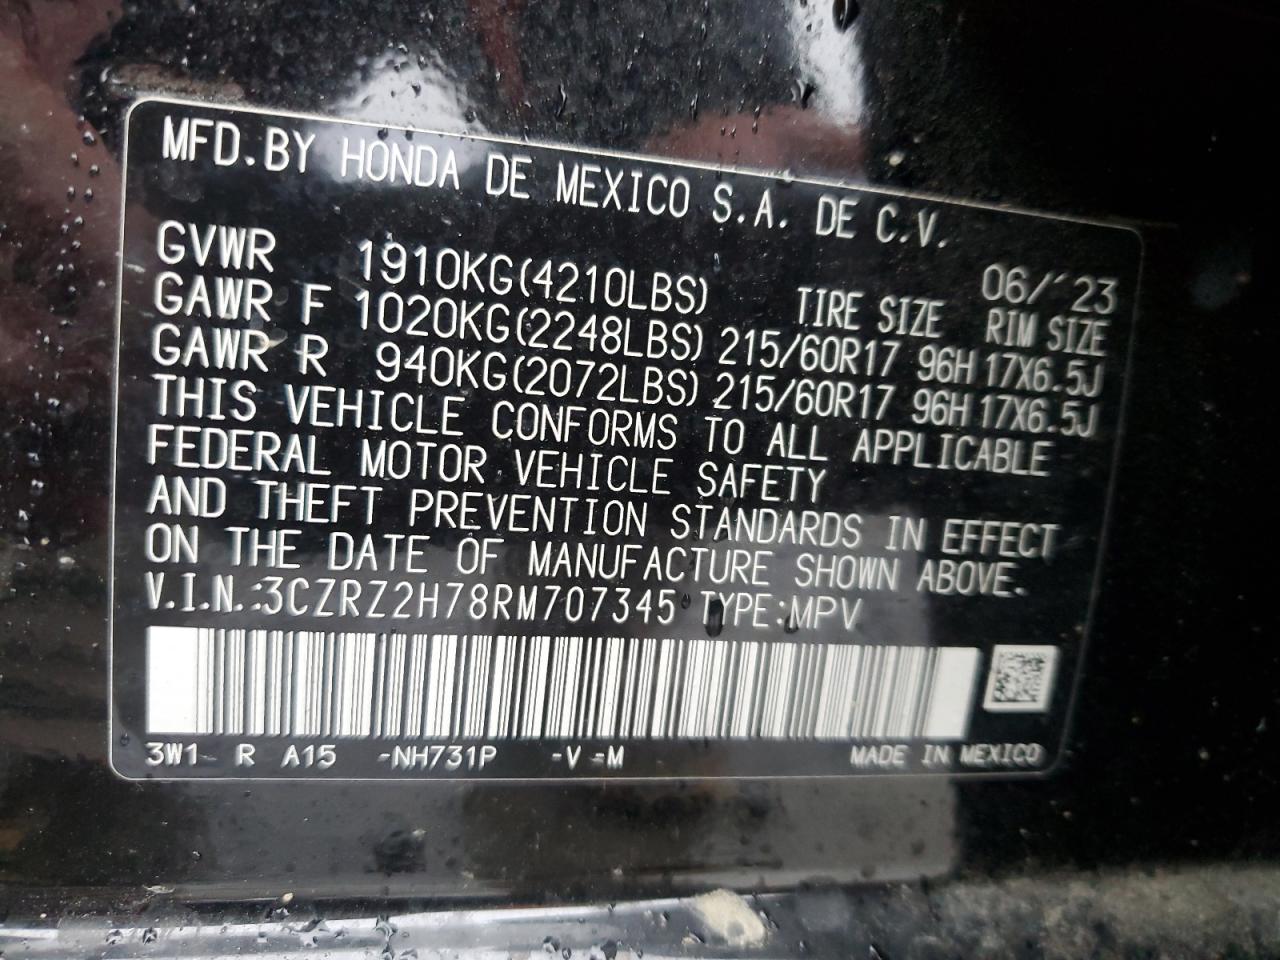 MFD.BY HONDA DE MEXICO S.A. DE C.V.
GVWR 1910KG(4210LBS) TIRE SIZE 06/'23 RIM SIZE
GAWR F 1020KG(2248LBS) 215/60R17 96H 17X6.5J
GAWR R 940KG(2072LBS) 215/60R17 96H 17X6.5J
THIS VEHICLE CONFORMS TO ALL APPLICABLE
FEDERAL MOTOR VEHICLE SAFETY
AND THEFT PREVENTION STANDARDS IN EFFECT
ON THE DATE OF MANUFACTURE SHOWN ABOVE.
V.I.N.:3CZRZ2H78RM707345 TYPE:MPV
3W1- R A15 -NH731P -V -M MADE IN MEXICO